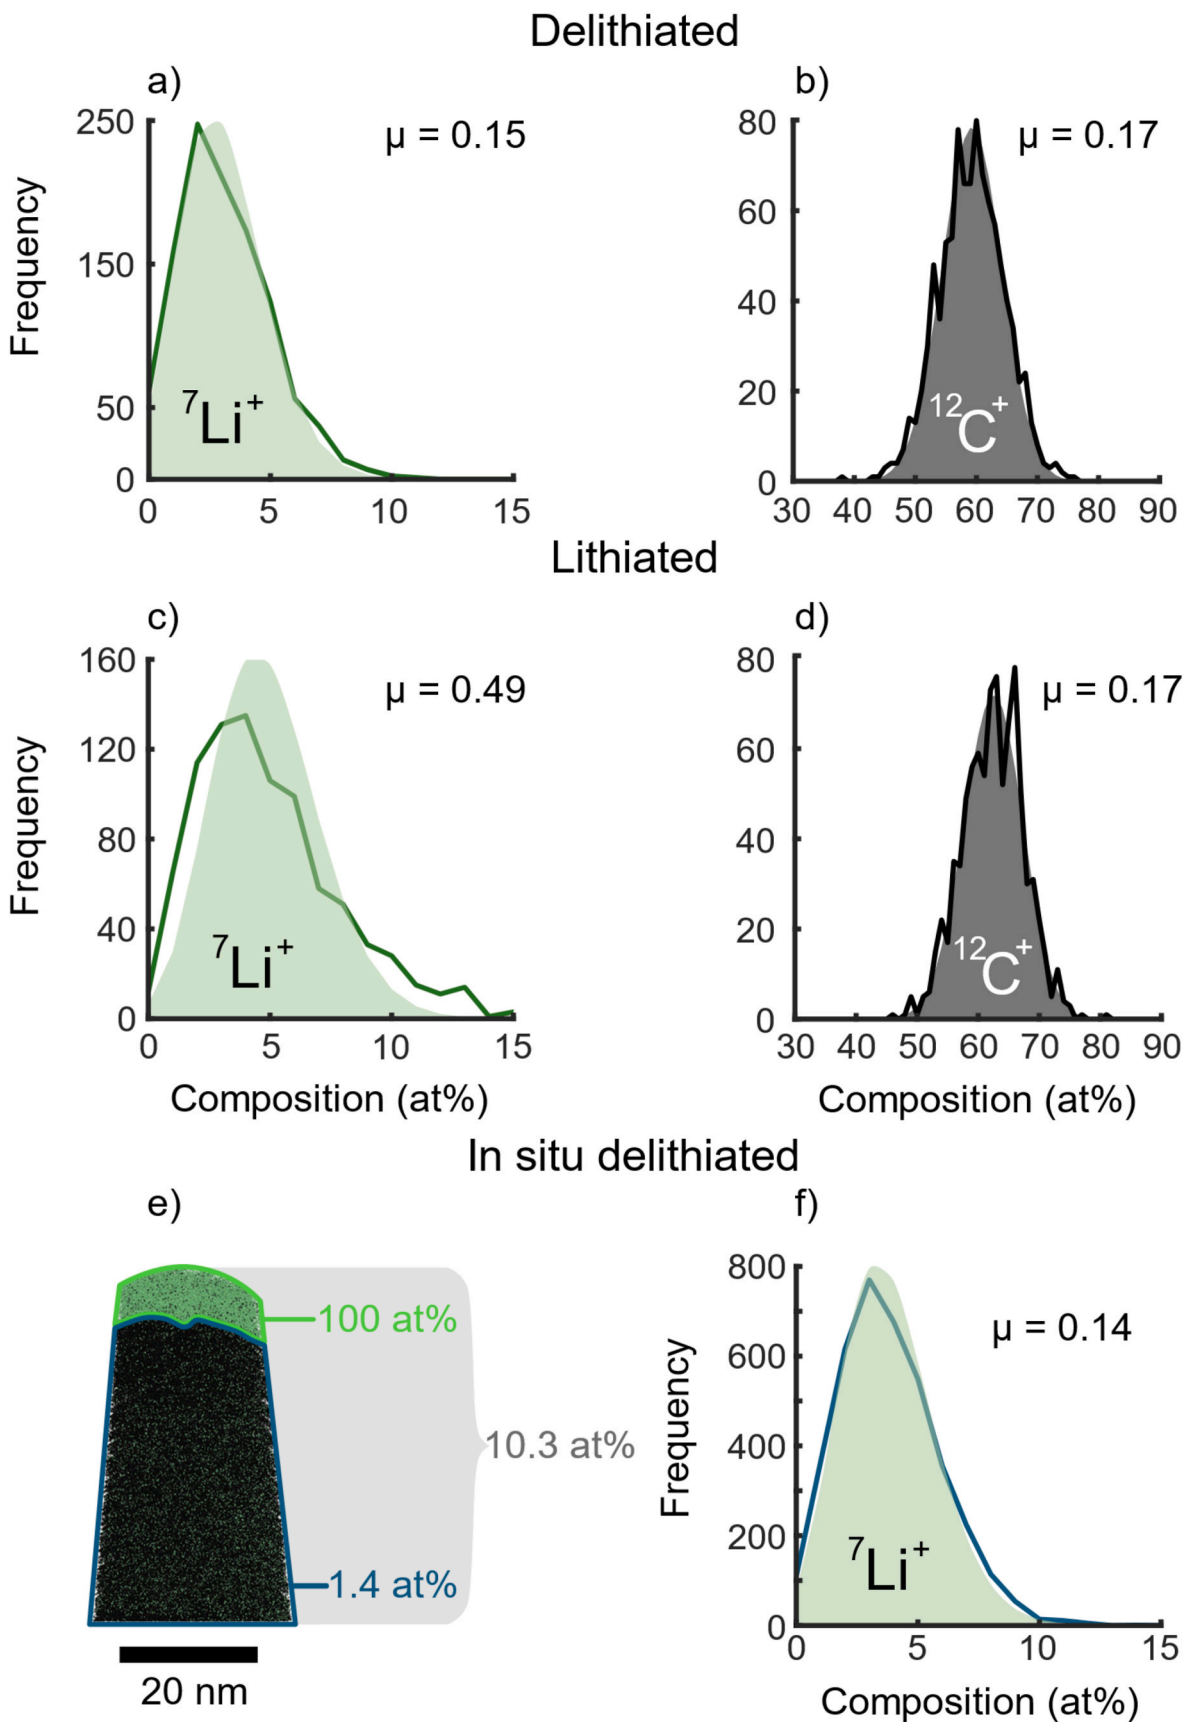 Delithiated
a)
b)
250
150
50
0
Frequency
μ = 0.15
⁷Li⁺
0 5 10 15
80
60
40
20
0
μ = 0.17
¹²C⁺
30 40 50 60 70 80 90
Lithiated
c)
d)
160
120
80
40
0
Frequency
μ = 0.49
⁷Li⁺
0 5 10 15
Composition (at%)
80
60
40
20
0
μ = 0.17
¹²C⁺
30 40 50 60 70 80 90
Composition (at%)
In situ delithiated
e)
f)
100 at%
10.3 at%
1.4 at%
20 nm
800
600
400
200
0
Frequency
μ = 0.14
⁷Li⁺
0 5 10 15
Composition (at%)